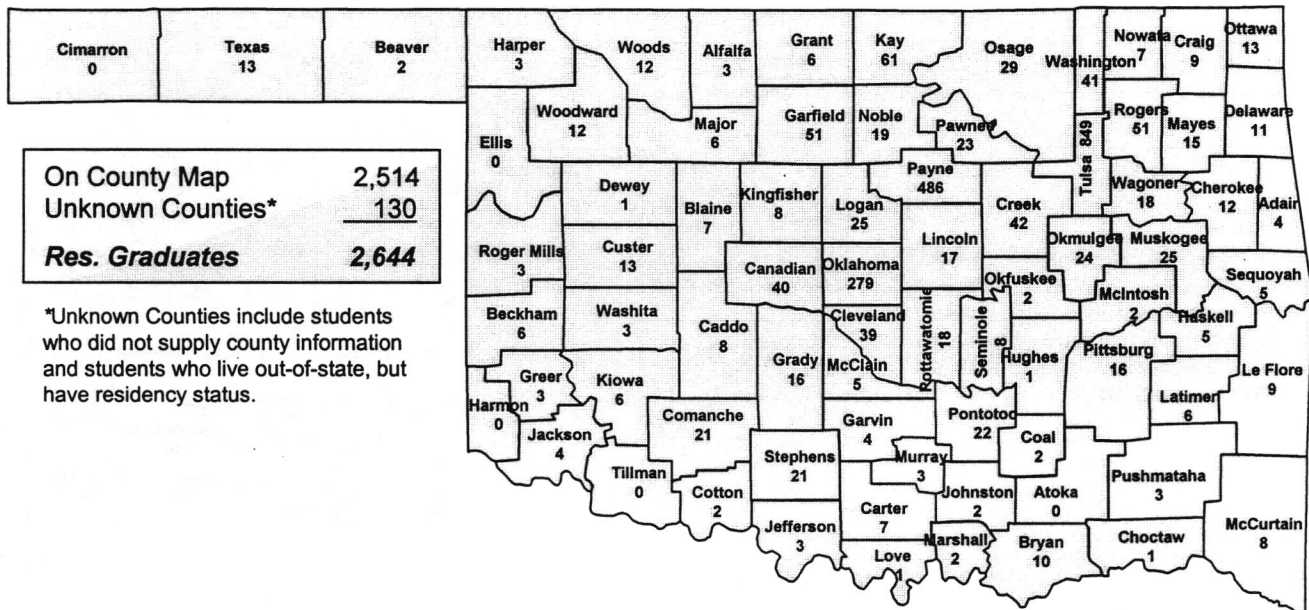 Cimarron
0
Texas
13
Beaver
2
Harper
3
Woods
12
Alfalfa
3
Grant
6
Kay
61
Osage
29
Washington
41
Nowata
7
Craig
9
Ottawa
13
Ellis
0
Woodward
12
Major
6
Garfield
51
Noble
19
Pawnee
23
Tulsa 849
Rogers
51
Mayes
15
Delaware
11
On County Map 2,514
Unknown Counties* 130
Res. Graduates 2,644
*Unknown Counties include students
who did not supply county information
and students who live out-of-state, but
have residency status.
Dewey
1
Blaine
7
Kingfisher
8
Logan
25
Payne
486
Creek
42
Wagoner
18
Cherokee
12
Adair
4
Roger Mills
3
Custer
13
Canadian
40
Oklahoma
279
Lincoln
17
Okfuskee
2
Okmulgee
24
Muskogee
25
McIntosh
2
Sequoyah
5
Haskell
5
Beckham
6
Washita
3
Caddo
8
Grady
16
Cleveland
39
McClain
5
Rottawatomie
18
Seminole
8
Hughes
1
Pittsburg
16
Latimer
6
Le Flore
9
Harmon
0
Greer
3
Kiowa
6
Jackson
4
Comanche
21
Tillman
0
Cotton
2
Stephens
21
Jefferson
3
Garvin
4
Murray
3
Carter
7
Love
1
Pontotoc
22
Johnston
2
Marshall
2
Coal
2
Atoka
0
Bryan
10
Pushmataha
3
Choctaw
1
McCurtain
8